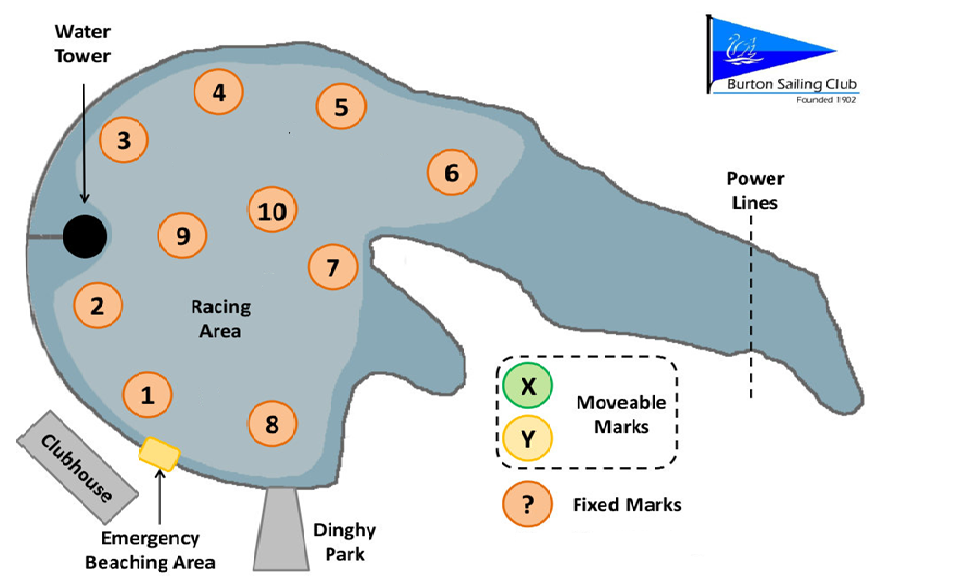 Water
Tower
Burton Sailing Club
Founded 1902
4
5
3
6
Power
Lines
10
9
7
2
Racing
Area
1
8
X
Y
Moveable
Marks
Clubhouse
?
Fixed Marks
Emergency
Beaching Area
Dinghy
Park